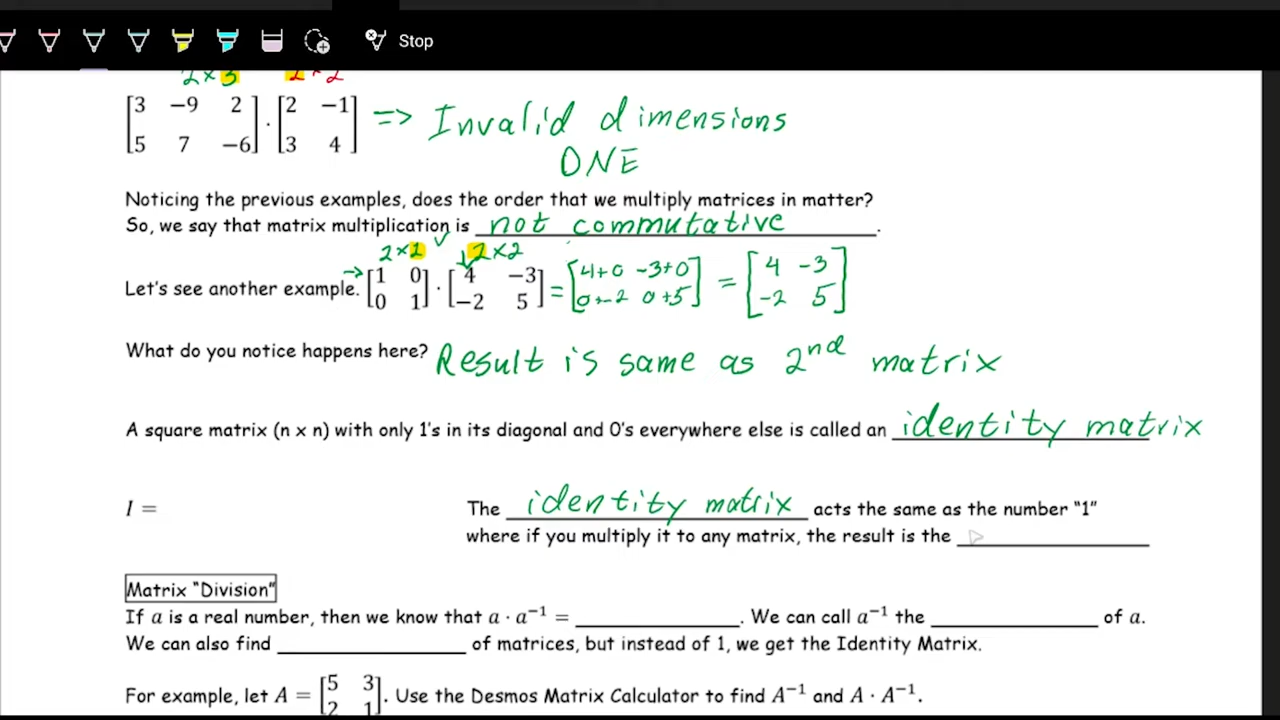 Stop
2 × 3 2 × 2
[3 −9 2] · [2 −1] => Invalid dimensions
[5 7 −6] [3 4] DNE
Noticing the previous examples, does the order that we multiply matrices in matter?
So, we say that matrix multiplication is not commutative.
2 × 2 ✓ 2 × 2
Let's see another example. → [1 0] · ↓ [4 −3] = [4+0 -3+0] = [4 -3]
[0 1] [−2 5] [0+-2 0+5] [-2 5]
What do you notice happens here? Result is same as 2nd matrix
A square matrix (n x n) with only 1's in its diagonal and 0's everywhere else is called an identity matrix
I = The identity matrix acts the same as the number "1"
where if you multiply it to any matrix, the result is the ________
Matrix "Division"
If a is a real number, then we know that a · a⁻¹ = ________. We can call a⁻¹ the ________ of a.
We can also find ________ of matrices, but instead of 1, we get the Identity Matrix.
For example, let A = [5 3]. Use the Desmos Matrix Calculator to find A⁻¹ and A · A⁻¹.
[2 1]